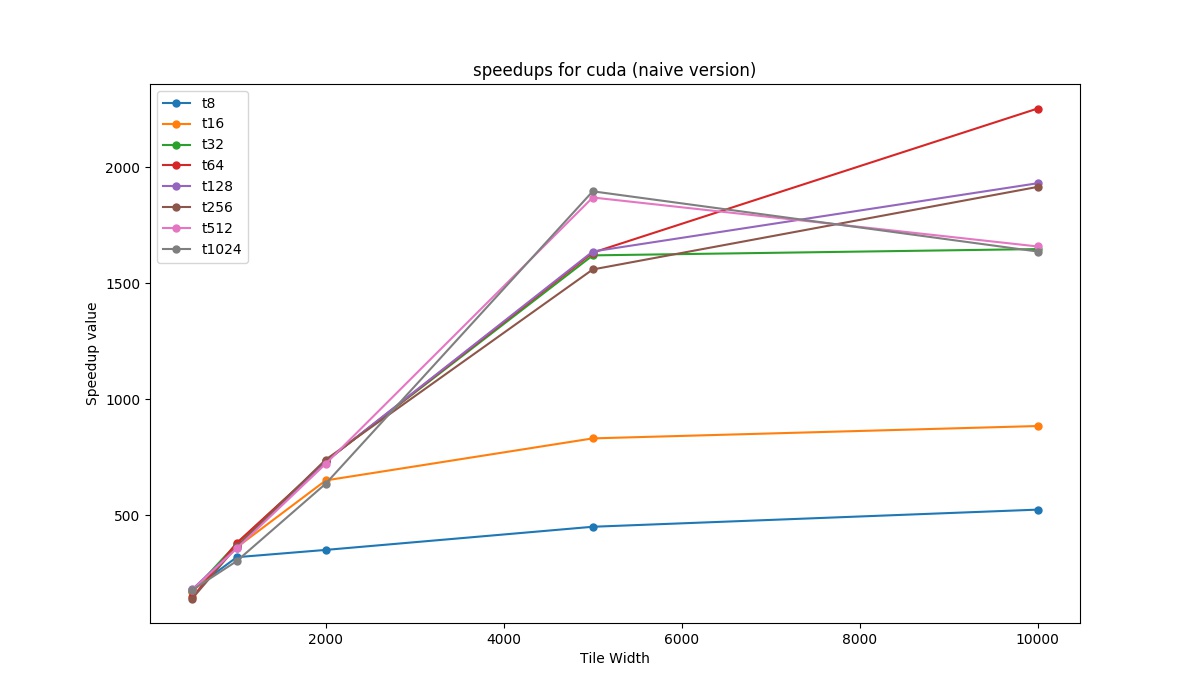 speedups for cuda (naive version)
t8
t16
t32
t64
t128
t256
t512
t1024
2000
1500
1000
500
Speedup value
2000
4000
6000
8000
10000
Tile Width